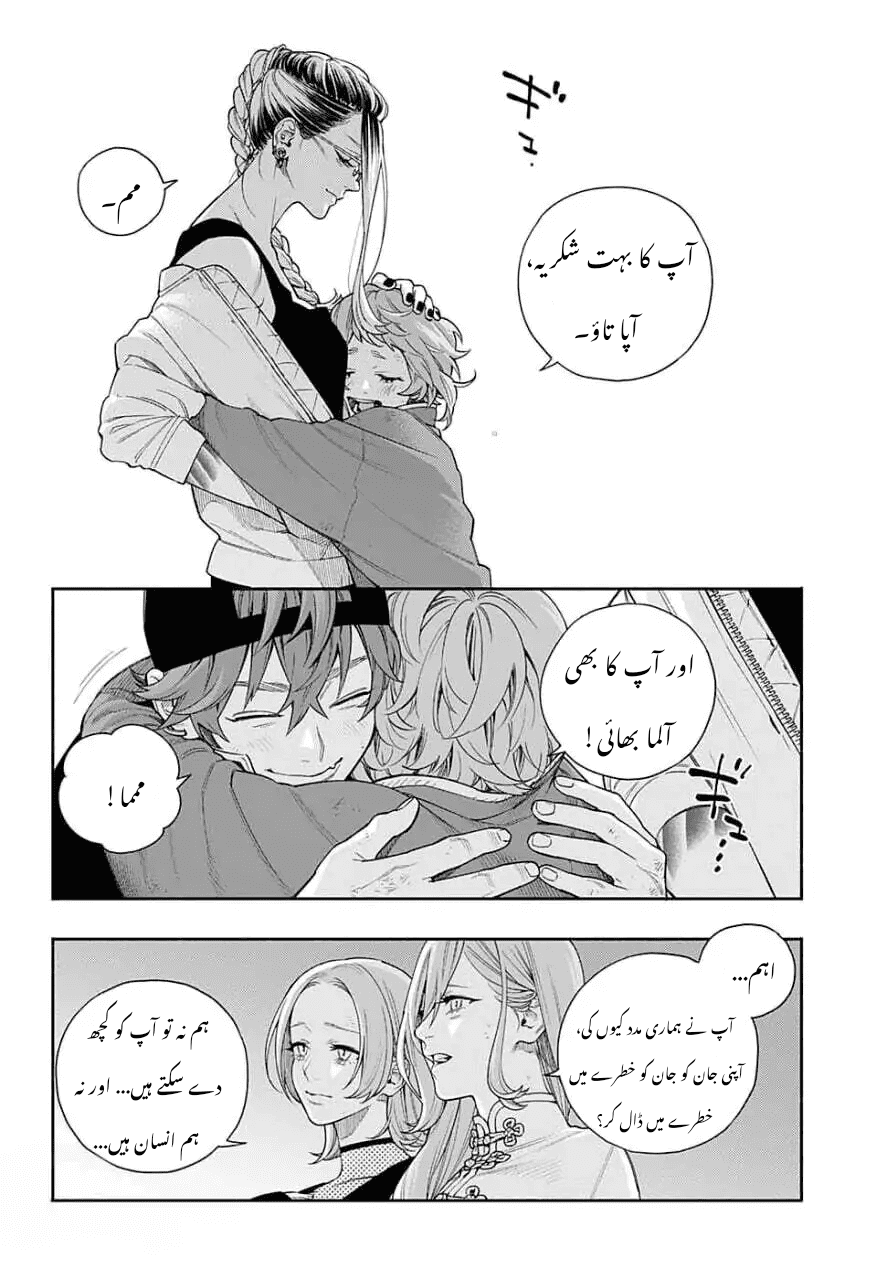 ギュ
آپ کا بہت شکریہ،
آپا تاؤ۔
ممم۔
اور آپ کا بھی
آلما بھائی!
ギュ...
ممما!
اہم...
آپ نے ہماری مدد کیوں کی،
آپنی جان کو جان کو خطرے میں
خطرے میں ڈال کر؟
ہم نہ تو آپ کو کچھ
دے سکتے ہیں... اور نہ
ہم انسان ہیں...